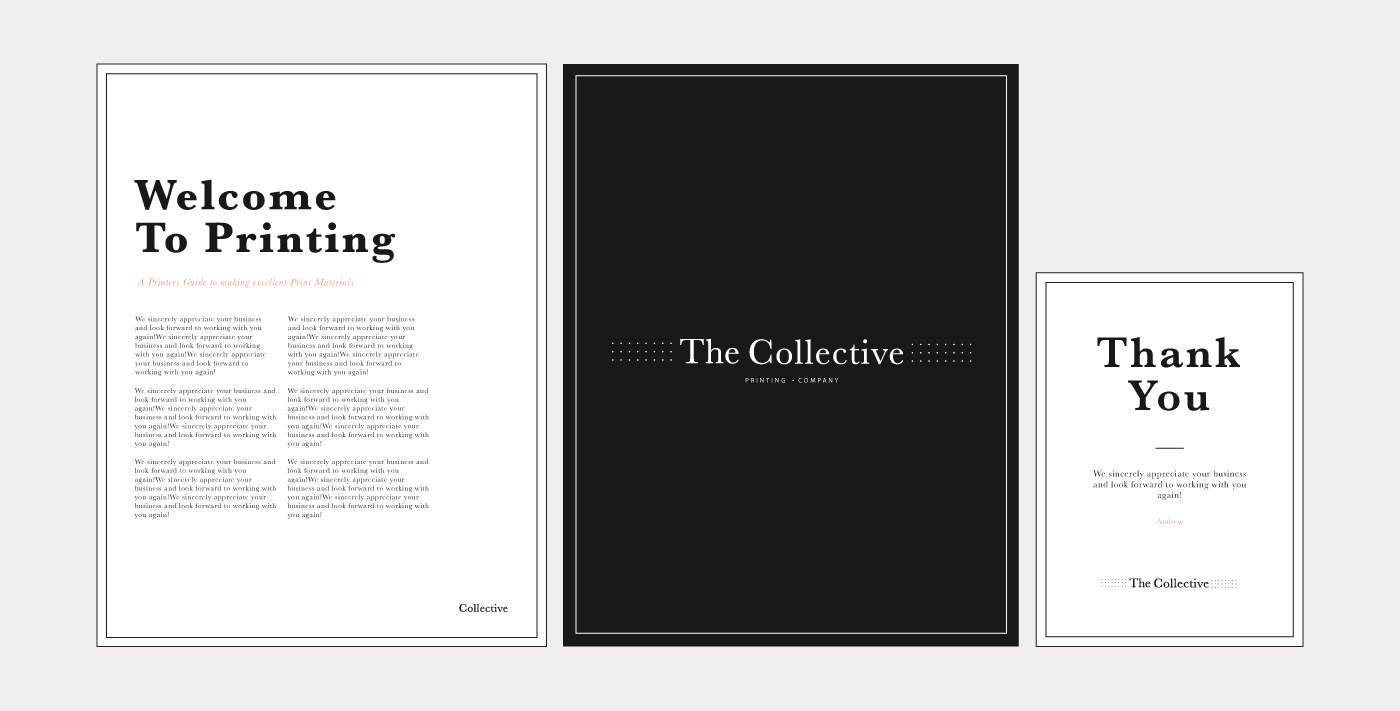 Welcome
To Printing
A Printers Guide to making excellent Print Materials
We sincerely appreciate your business
and look forward to working with you
again!We sincerely appreciate your
business and look forward to working
with you again!We sincerely appreciate
your business and look forward to
working with you again!
We sincerely appreciate your business and
look forward to working with you
again!We sincerely appreciate your
business and look forward to working with
you again!We sincerely appreciate your
business and look forward to working with
you again!
We sincerely appreciate your business and
look forward to working with you
again!We sincerely appreciate your
business and look forward to working with
you again!We sincerely appreciate your
business and look forward to working with
you again!
We sincerely appreciate your business
and look forward to working with you
again!We sincerely appreciate your
business and look forward to working
with you again!We sincerely appreciate
your business and look forward to
working with you again!
We sincerely appreciate your business and
look forward to working with you
again!We sincerely appreciate your
business and look forward to working with
you again!We sincerely appreciate your
business and look forward to working with
you again!
We sincerely appreciate your business and
look forward to working with you
again!We sincerely appreciate your
business and look forward to working with
you again!We sincerely appreciate your
business and look forward to working with
you again!
Collective
The Collective
PRINTING • COMPANY
Thank
You
We sincerely appreciate your business
and look forward to working with you
again!
-Andrew
The Collective